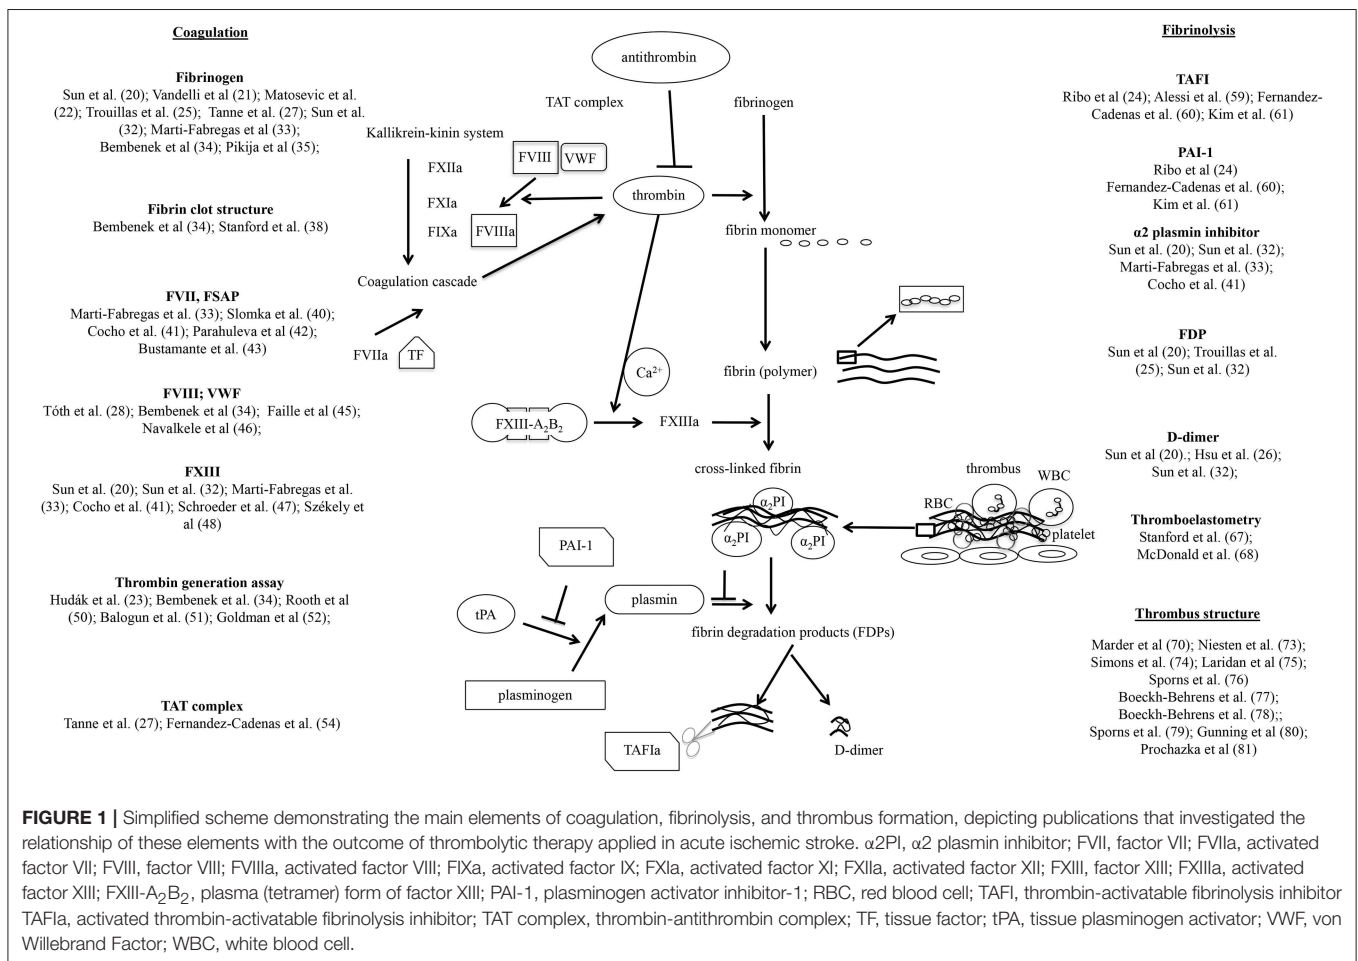 Coagulation
Fibrinogen
Sun et al. (20); Vandelli et al (21); Matosevic et al.
(22); Trouillas et al. (25); Tanne et al. (27); Sun et al.
(32); Marti-Fabregas et al (33);
Bembenek et al (34); Pikija et al (35);
Fibrin clot structure
Bembenek et al (34); Stanford et al. (38)
FVII, FSAP
Marti-Fabregas et al. (33); Slomka et al. (40);
Cocho et al. (41); Parahuleva et al (42);
Bustamante et al. (43)
FVIII; VWF
Tóth et al. (28); Bembenek et al (34); Faille et al (45);
Navalkele et al (46);
FXIII
Sun et al. (20); Sun et al. (32); Marti-Fabregas et al.
(33); Cocho et al. (41); Schroeder et al. (47); Székely et
al (48)
Thrombin generation assay
Hudák et al. (23); Bembenek et al. (34); Rooth et al
(50); Balogun et al. (51); Goldman et al (52);
TAT complex
Tanne et al. (27); Fernandez-Cadenas et al. (54)
antithrombin
TAT complex
fibrinogen
Kallikrein-kinin system
FXIIa
FVIII
VWF
FXIa
thrombin
FIXa
FVIIIa
fibrin monomer
Coagulation cascade
FVIIa
TF
Ca²⁺
fibrin (polymer)
FXIII-A₂B₂
FXIIIa
cross-linked fibrin
thrombus
WBC
RBC
platelet
α₂PI
α₂PI
α₂PI
PAI-1
tPA
plasmin
fibrin degradation products (FDPs)
plasminogen
TAFIa
D-dimer
Fibrinolysis
TAFI
Ribo et al (24); Alessi et al. (59); Fernandez-
Cadenas et al. (60); Kim et al. (61)
PAI-1
Ribo et al (24)
Fernandez-Cadenas et al. (60);
Kim et al. (61)
α2 plasmin inhibitor
Sun et al. (20); Sun et al. (32);
Marti-Fabregas et al. (33);
Cocho et al. (41)
FDP
Sun et al (20); Trouillas et al.
(25); Sun et al. (32)
D-dimer
Sun et al (20).; Hsu et al. (26);
Sun et al. (32);
Thromboelastometry
Stanford et al. (67);
McDonald et al. (68)
Thrombus structure
Marder et al (70); Niesten et al. (73);
Simons et al. (74); Laridan et al (75);
Sporns et al. (76)
Boeckh-Behrens et al. (77);
Boeckh-Behrens et al. (78);;
Sporns et al. (79); Gunning et al (80);
Prochazka et al (81)
FIGURE 1 | Simplified scheme demonstrating the main elements of coagulation, fibrinolysis, and thrombus formation, depicting publications that investigated the
relationship of these elements with the outcome of thrombolytic therapy applied in acute ischemic stroke. α2PI, α2 plasmin inhibitor; FVII, factor VII; FVIIa, activated
factor VII; FVIII, factor VIII; FVIIIa, activated factor VIII; FIXa, activated factor IX; FXIa, activated factor XI; FXIIa, activated factor XII; FXIII, factor XIII; FXIIIa, activated
factor XIII; FXIII-A₂B₂, plasma (tetramer) form of factor XIII; PAI-1, plasminogen activator inhibitor-1; RBC, red blood cell; TAFI, thrombin-activatable fibrinolysis inhibitor
TAFIa, activated thrombin-activatable fibrinolysis inhibitor; TAT complex, thrombin-antithrombin complex; TF, tissue factor; tPA, tissue plasminogen activator; VWF, von
Willebrand Factor; WBC, white blood cell.